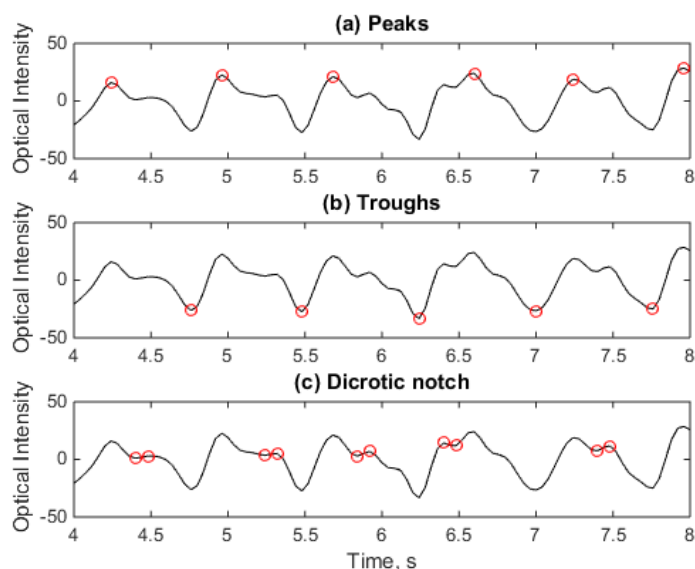 (a) Peaks
50
0
-50
Optical Intensity
4 4.5 5 5.5 6 6.5 7 7.5 8
(b) Troughs
50
0
-50
Optical Intensity
4 4.5 5 5.5 6 6.5 7 7.5 8
(c) Dicrotic notch
50
0
-50
Optical Intensity
4 4.5 5 5.5 6 6.5 7 7.5 8
Time, s